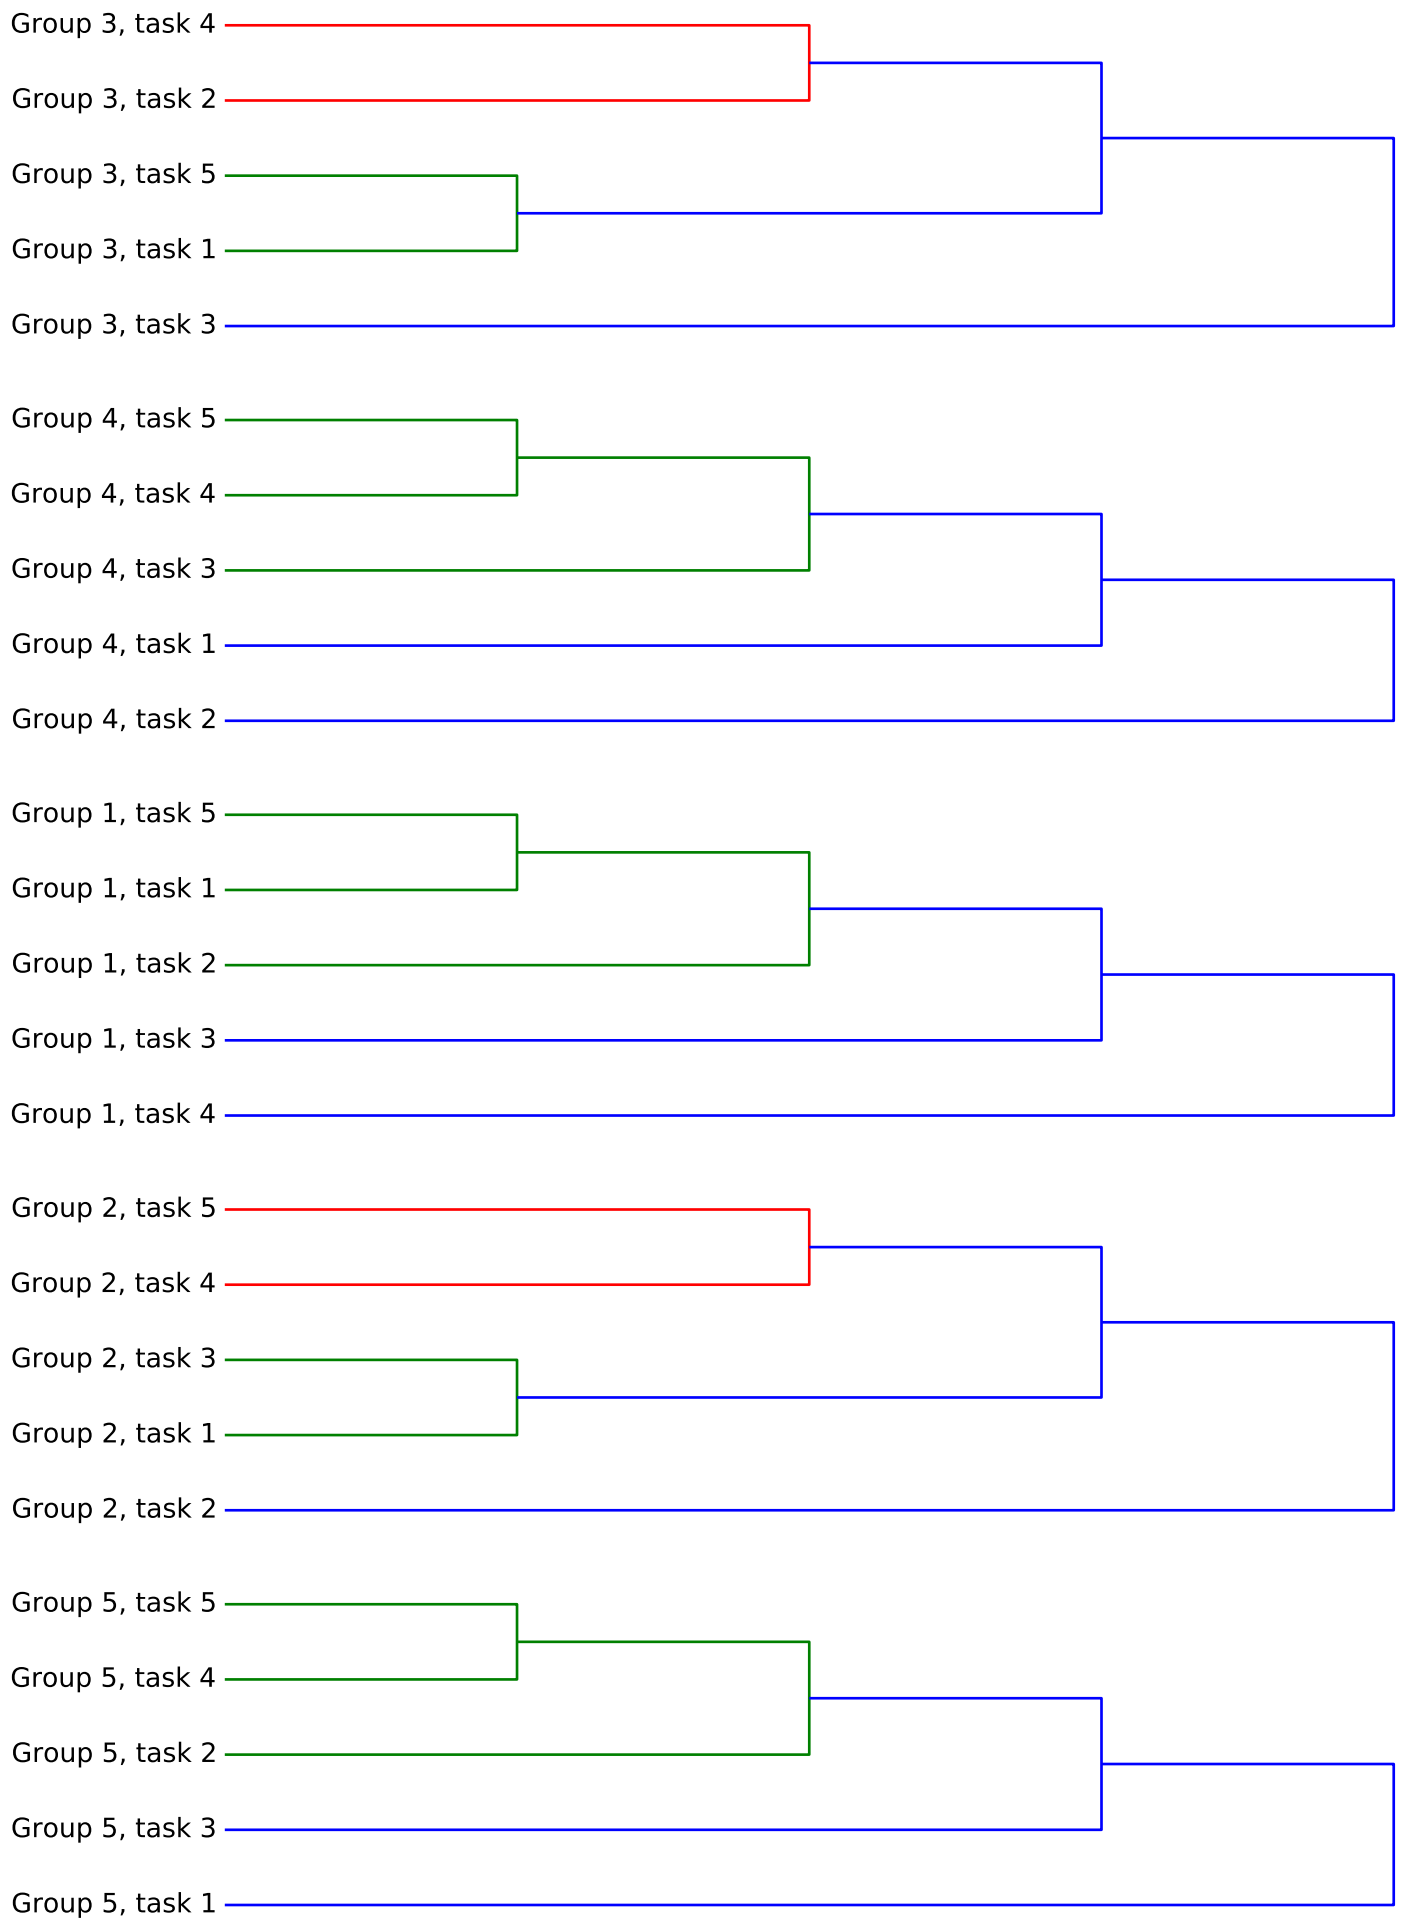 Group 3, task 4
Group 3, task 2
Group 3, task 5
Group 3, task 1
Group 3, task 3
Group 4, task 5
Group 4, task 4
Group 4, task 3
Group 4, task 1
Group 4, task 2
Group 1, task 5
Group 1, task 1
Group 1, task 2
Group 1, task 3
Group 1, task 4
Group 2, task 5
Group 2, task 4
Group 2, task 3
Group 2, task 1
Group 2, task 2
Group 5, task 5
Group 5, task 4
Group 5, task 2
Group 5, task 3
Group 5, task 1